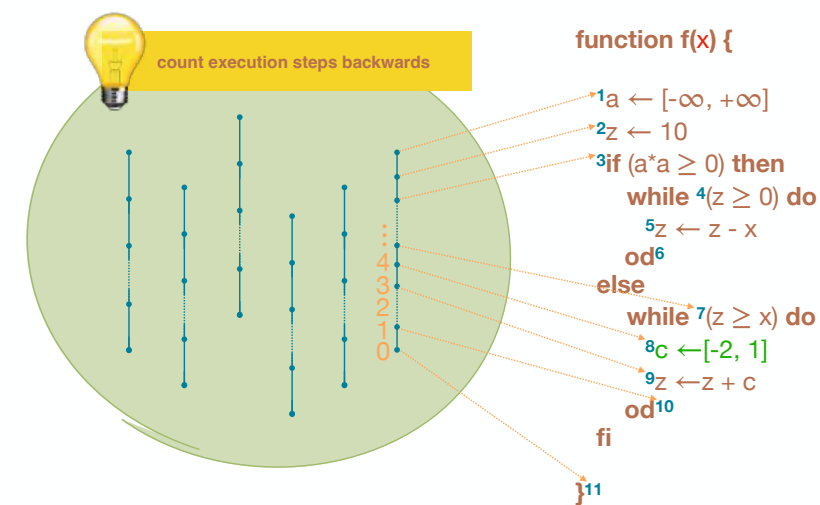 count execution steps backwards
function f(x) {
1a ← [-∞, +∞]
2z ← 10
3if (a*a ≥ 0) then
while 4(z ≥ 0) do
5z ← z - x
od6
else
while 7(z ≥ x) do
8c ←[-2, 1]
9z ←z + c
od10
fi
}11
⋮
4
3
2
1
0